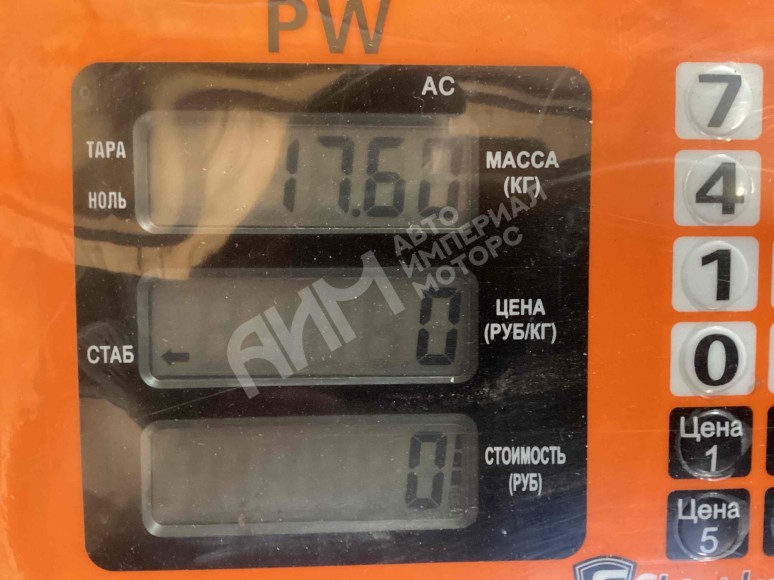 PW
AC
ТАРА
НОЛЬ
17.60
МАССА
(КГ)
СТАБ
←
0
ЦЕНА
(РУБ/КГ)
0
СТОИМОСТЬ
(РУБ)
7
4
1
0
Цена
1
Цена
5
АИМ
АВТО
ИМПЕРИАЛ
МОТОРС